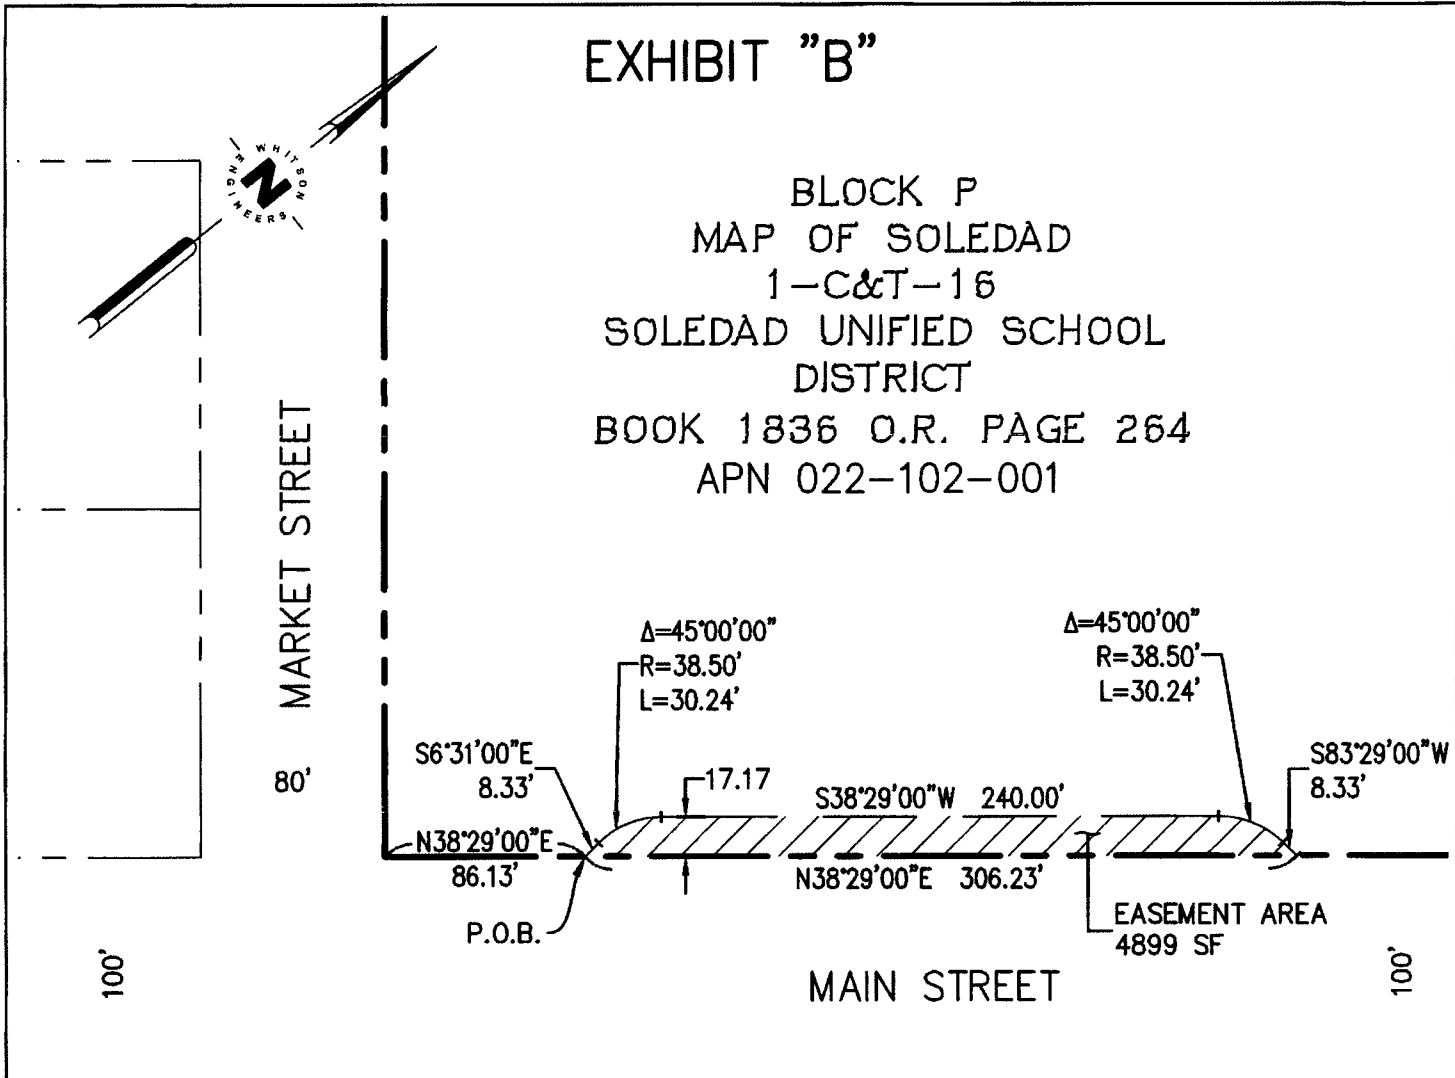 EXHIBIT "B"
WHITSON
ENGINEERS
N
BLOCK P
MAP OF SOLEDAD
1-C&T-16
SOLEDAD UNIFIED SCHOOL
DISTRICT
BOOK 1836 O.R. PAGE 264
APN 022-102-001
MARKET STREET
80'
Δ=45°00'00"
R=38.50'
L=30.24'
Δ=45°00'00"
R=38.50'
L=30.24'
S6°31'00"E
8.33'
17.17
S38°29'00"W 240.00'
S83°29'00"W
8.33'
N38°29'00"E
86.13'
N38°29'00"E 306.23'
P.O.B.
EASEMENT AREA
4899 SF
100'
MAIN STREET
100'